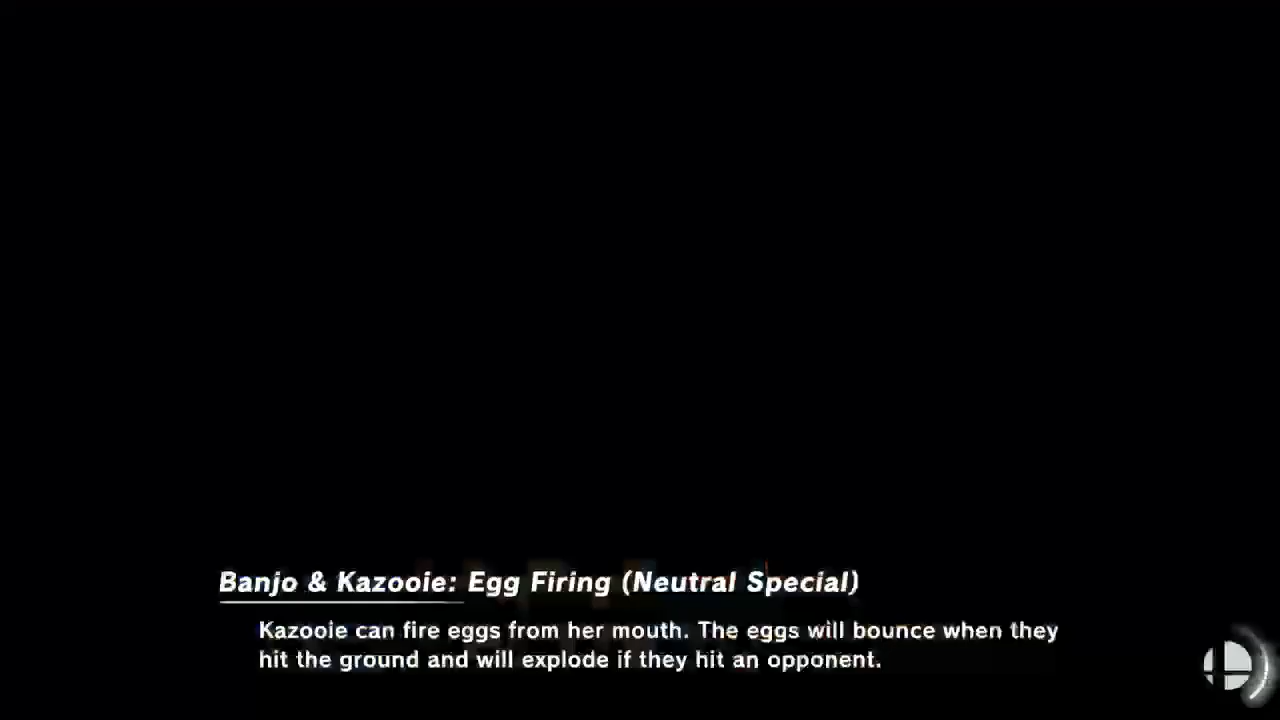 Banjo & Kazooie: Egg Firing (Neutral Special)
Kazooie can fire eggs from her mouth. The eggs will bounce when they
hit the ground and will explode if they hit an opponent.